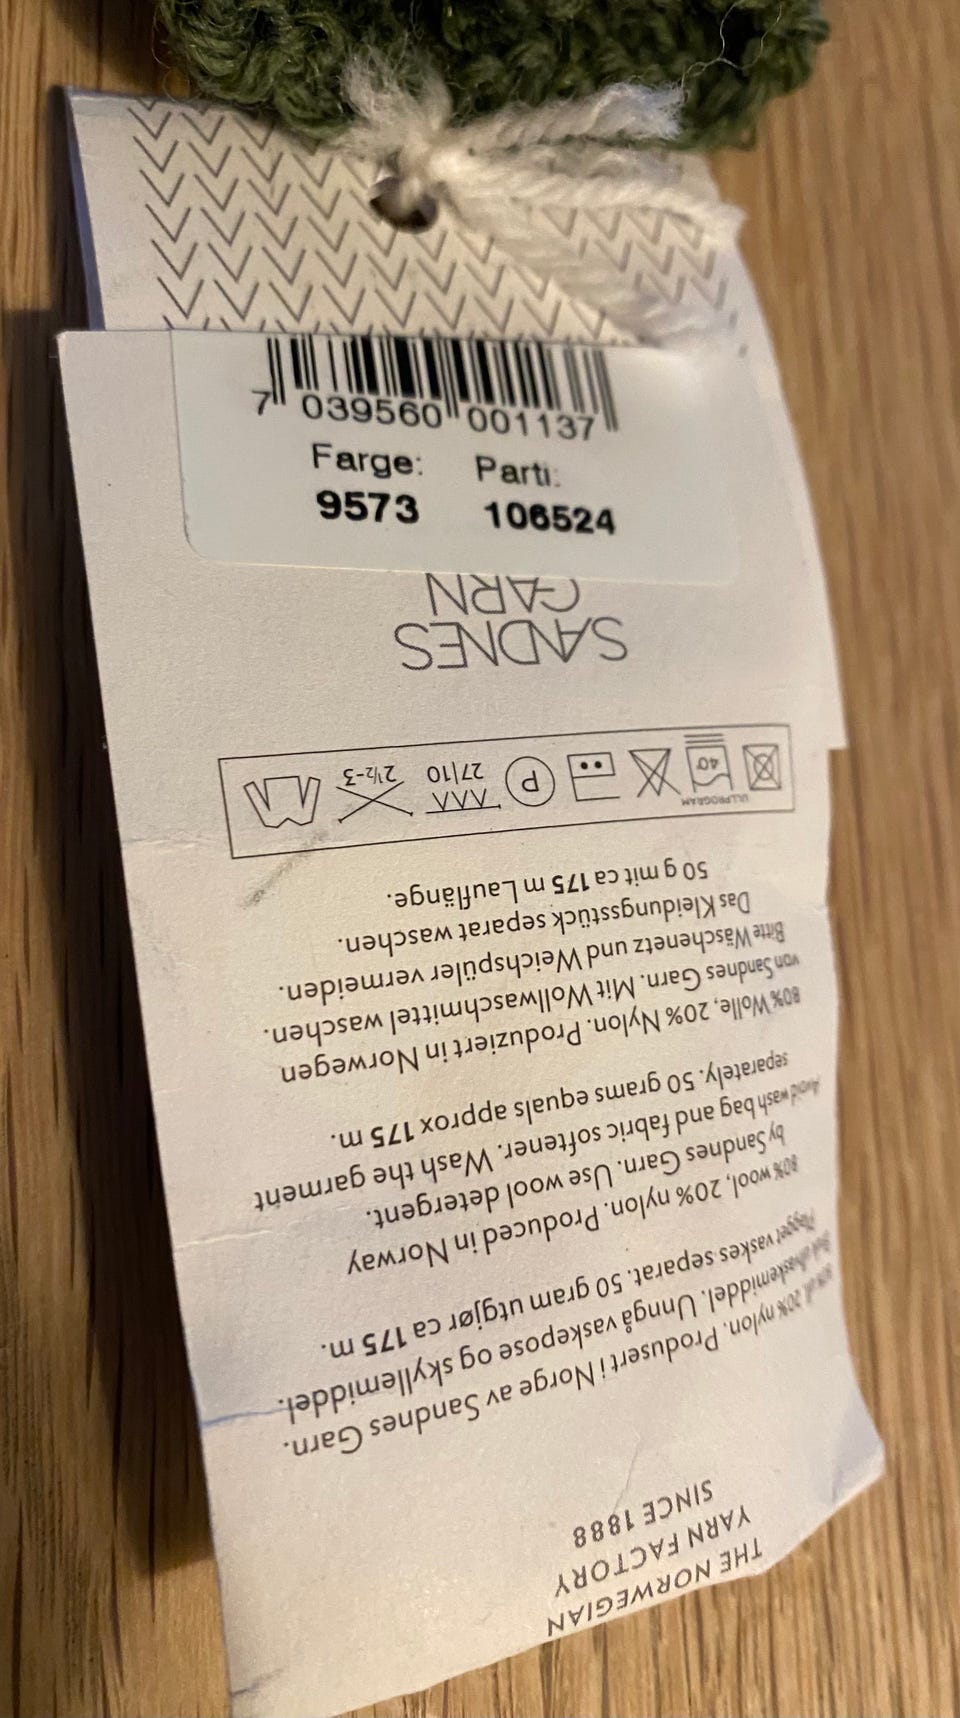 7 039560 001137
Farge: Parti:
9573 106524
SANDNES
GARN
ULLPROGRAM
40
P
27/10
2½-3
THE NORWEGIAN
YARN FACTORY
SINCE 1888
80% ull, 20% nylon. Produsert i Norge av Sandnes Garn.
Bruk ullvaskemiddel. Unngå vaskepose og skyllemiddel.
Plagget vaskes separat. 50 gram utgjør ca 175 m.
80% wool, 20% nylon. Produced in Norway
by Sandnes Garn. Use wool detergent.
Avoid wash bag and fabric softener. Wash the garment
separately. 50 grams equals approx 175 m.
80% Wolle, 20% Nylon. Produziert in Norwegen
von Sandnes Garn. Mit Wollwaschmittel waschen.
Bitte Wäschenetz und Weichspüler vermeiden.
Das Kleidungsstück separat waschen.
50 g mit ca 175 m Lauflänge.